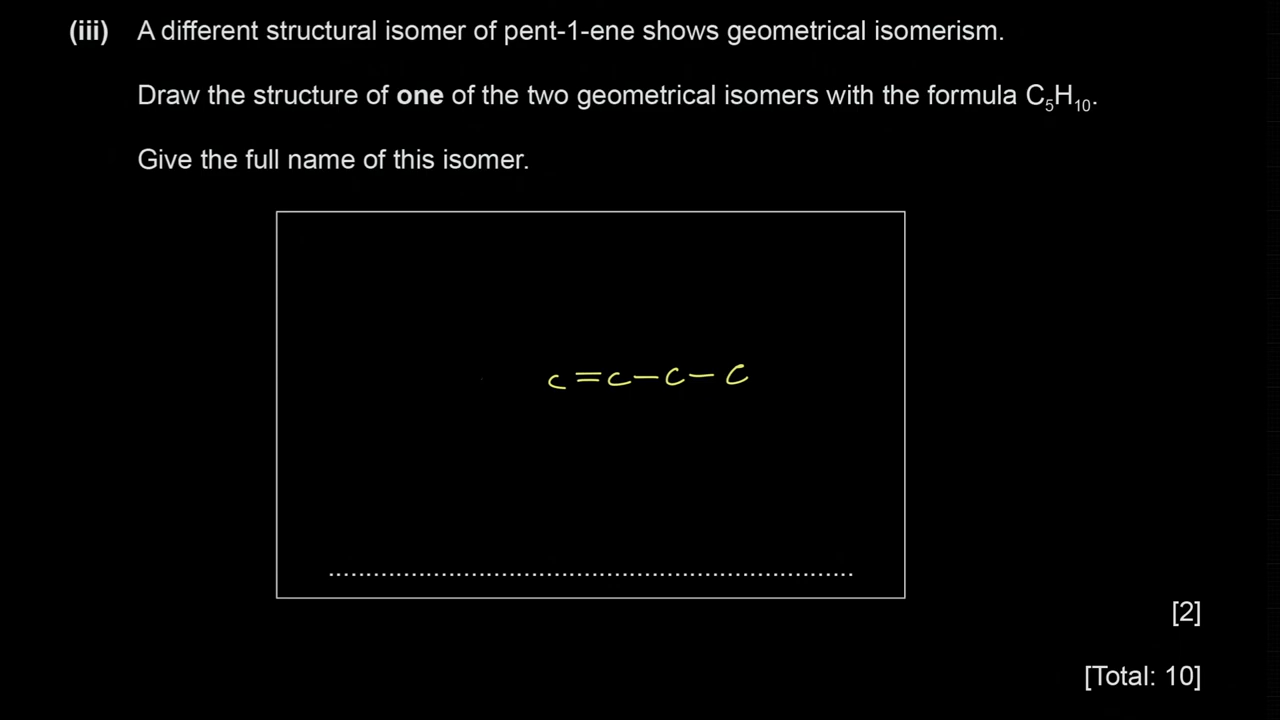 (iii) A different structural isomer of pent-1-ene shows geometrical isomerism.
Draw the structure of one of the two geometrical isomers with the formula C₅H₁₀.
Give the full name of this isomer.
c=c-c-c
......................................................................
[2]
[Total: 10]